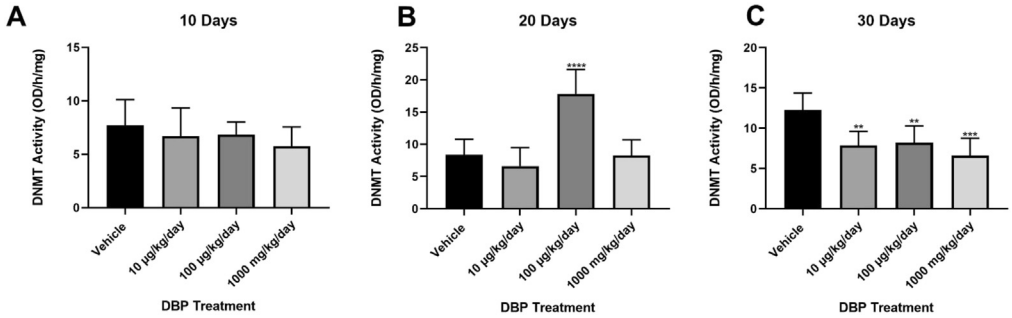 A
10 Days
DNMT Activity (OD/h/mg)
15
10
5
0
Vehicle
10 µg/kg/day
100 µg/kg/day
1000 mg/kg/day
DBP Treatment
B
20 Days
DNMT Activity (OD/h/mg)
25
20
15
10
5
0
****
Vehicle
10 µg/kg/day
100 µg/kg/day
1000 mg/kg/day
DBP Treatment
C
30 Days
DNMT Activity (OD/h/mg)
20
15
10
5
0
**
**
***
Vehicle
10 µg/kg/day
100 µg/kg/day
1000 mg/kg/day
DBP Treatment